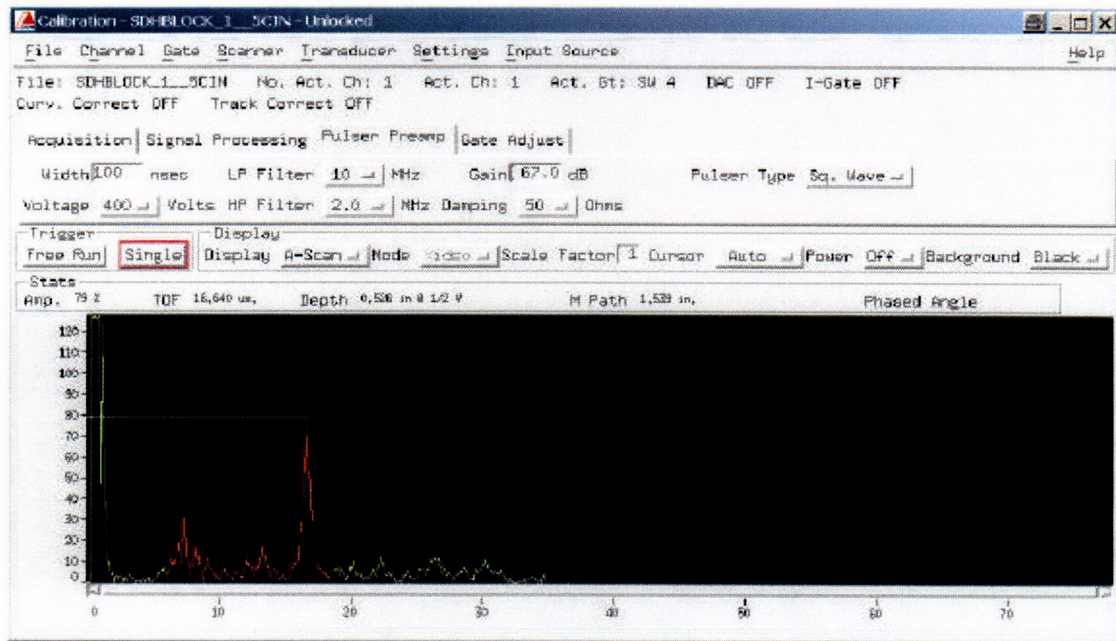 Calibration - SDHBLOCK_1__5CIN - Unlocked
File Channel Gate Scanner Transducer Settings Input Source Help
File: SDHBLOCK_1__5CIN No. Act. Ch: 1 Act. Ch: 1 Act. Gt: SW A DAC OFF I-Gate OFF
Curv. Correct OFF Track Correct OFF
Acquisition Signal Processing Pulser Preamp Gate Adjust
Width 100 nsec LP Filter 10 MHz Gain 67.0 dB Pulser Type Sq. Wave
Voltage 400 Volts HP Filter 2.0 MHz Damping 50 Ohms
Trigger Display
Free Run Single Display A-Scan Mode Video Scale Factor 1 Cursor Auto Power Off Background Black
Stats
Amp. 79 % TOF 16,640 us. Depth in @ 1/2 V M Path in. Phased Angle
120
110
100
90
80
70
60
50
40
30
20
10
0
0 10 20 30 40 50 60 70